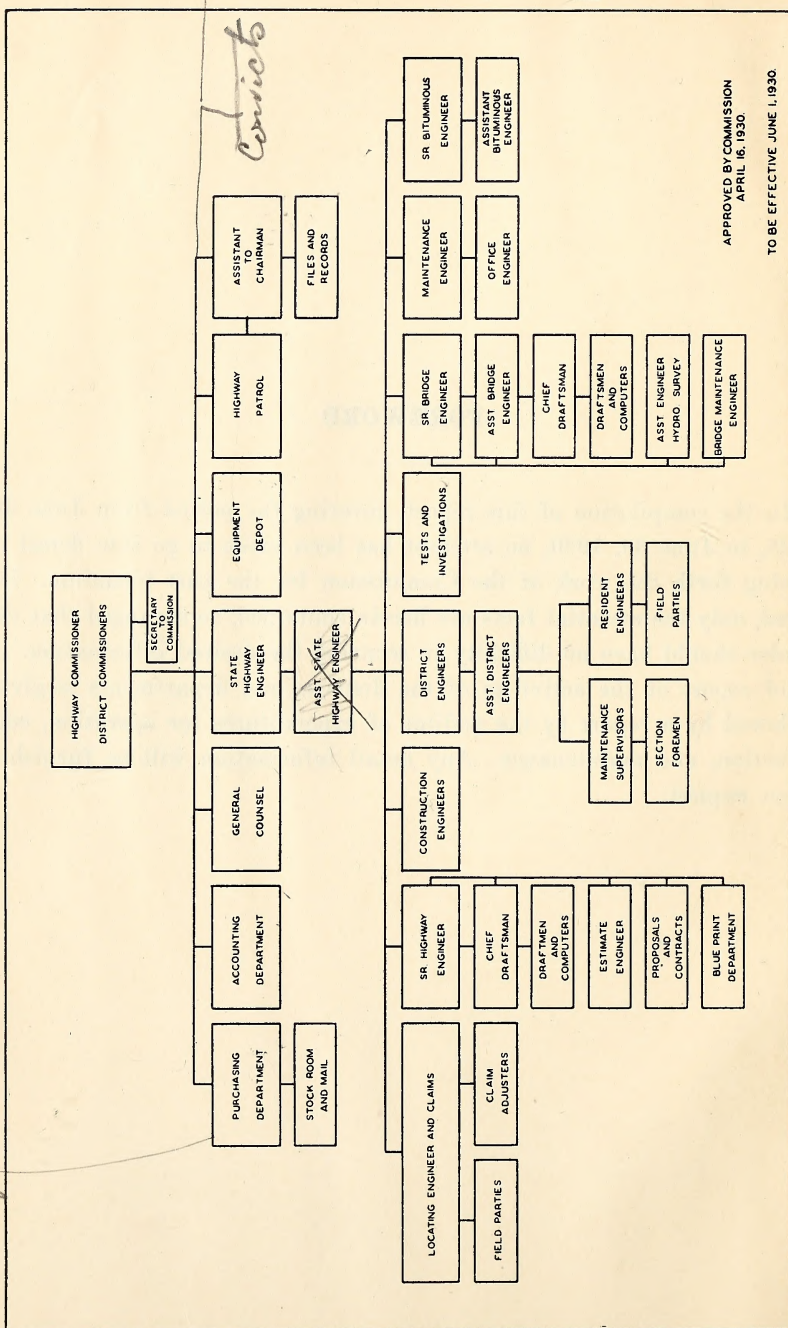 HIGHWAY COMMISSIONER
DISTRICT COMMISSIONERS
SECRETARY
TO
COMMISSION
PURCHASING
DEPARTMENT
STOCK ROOM
AND MAIL
ACCOUNTING
DEPARTMENT
GENERAL
COUNSEL
STATE
HIGHWAY
ENGINEER
ASST STATE
HIGHWAY ENGINEER
EQUIPMENT
DEPOT
HIGHWAY
PATROL
ASSISTANT
TO
CHAIRMAN
FILES AND
RECORDS
Convicts
LOCATING ENGINEER AND CLAIMS
FIELD PARTIES
CLAIM
ADJUSTERS
SR. HIGHWAY
ENGINEER
CHIEF
DRAFTSMAN
DRAFTMEN
AND
COMPUTERS
ESTIMATE
ENGINEER
PROPOSALS
AND
CONTRACTS
BLUE PRINT
DEPARTMENT
CONSTRUCTION
ENGINEERS
DISTRICT
ENGINEERS
ASST. DISTRICT
ENGINEERS
MAINTENANCE
SUPERVISORS
SECTION
FOREMEN
RESIDENT
ENGINEERS
FIELD
PARTIES
TESTS AND
INVESTIGATIONS
SR BRIDGE
ENGINEER
ASST BRIDGE
ENGINEER
CHIEF
DRAFTSMAN
DRAFTSMEN
AND
COMPUTERS
ASST ENGINEER
HYDRO SURVEY
BRIDGE MAINTENANCE
ENGINEER
MAINTENANCE
ENGINEER
OFFICE
ENGINEER
SR BITUMINOUS
ENGINEER
ASSISTANT
BITUMINOUS
ENGINEER
APPROVED BY COMMISSION
APRIL 16, 1930.
TO BE EFFECTIVE JUNE 1, 1930.